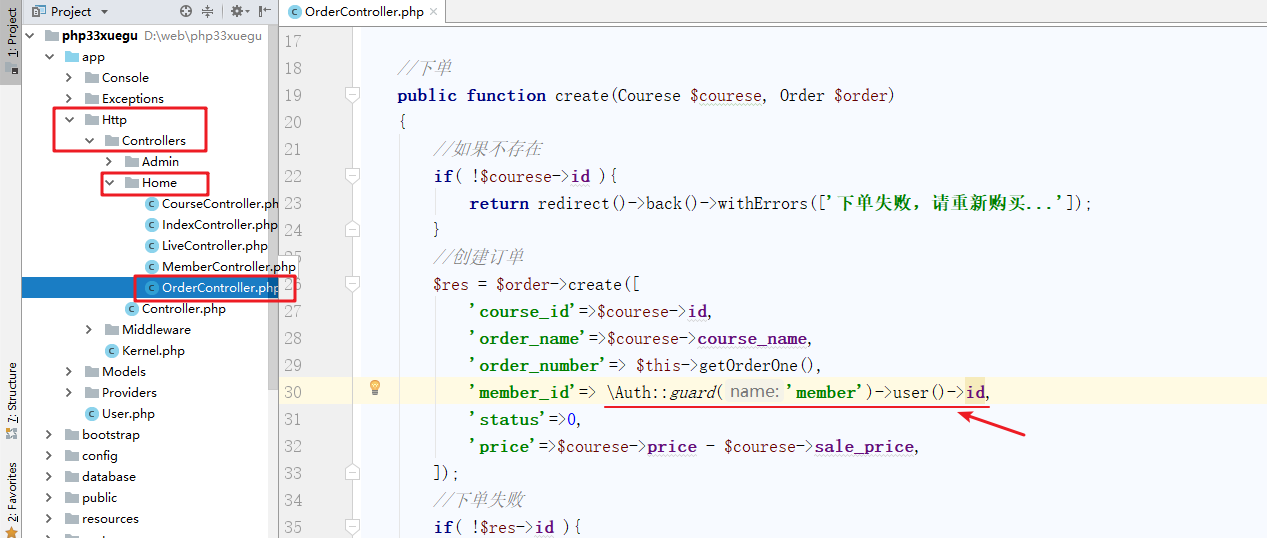 Project
OrderController.php
1: Project
php33xuegu D:\web\php33xuegu
app
Console
Exceptions
Http
Controllers
Admin
Home
CourseController.ph
IndexController.php
LiveController.php
MemberController.php
OrderController.php
Controller.php
Middleware
Kernel.php
Models
Providers
User.php
bootstrap
config
database
public
resources
7: Structure
2: Favorites
17
18 //下单
19 public function create(Courese $courese, Order $order)
20 {
21 //如果不存在
22 if( !$courese->id ){
23 return redirect()->back()->withErrors(['下单失败，请重新购买...']);
24 }
25 //创建订单
26 $res = $order->create([
27 'course_id'=>$courese->id,
28 'order_name'=>$courese->course_name,
29 'order_number'=> $this->getOrderOne(),
30 'member_id'=> \Auth::guard( name: 'member')->user()->id,
31 'status'=>0,
32 'price'=>$courese->price - $courese->sale_price,
33 ]);
34 //下单失败
35 if( !$res->id ){